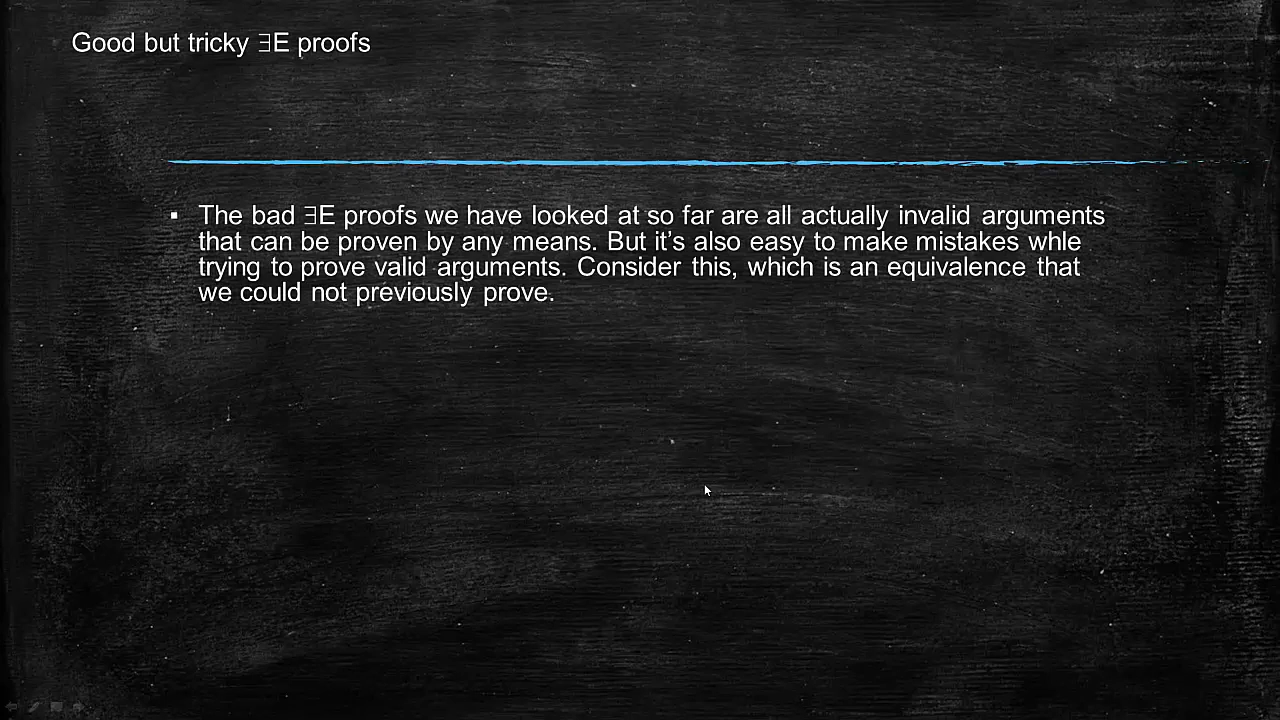 Good but tricky ∃E proofs
▪ The bad ∃E proofs we have looked at so far are all actually invalid arguments
that can be proven by any means. But it’s also easy to make mistakes whle
trying to prove valid arguments. Consider this, which is an equivalence that
we could not previously prove.